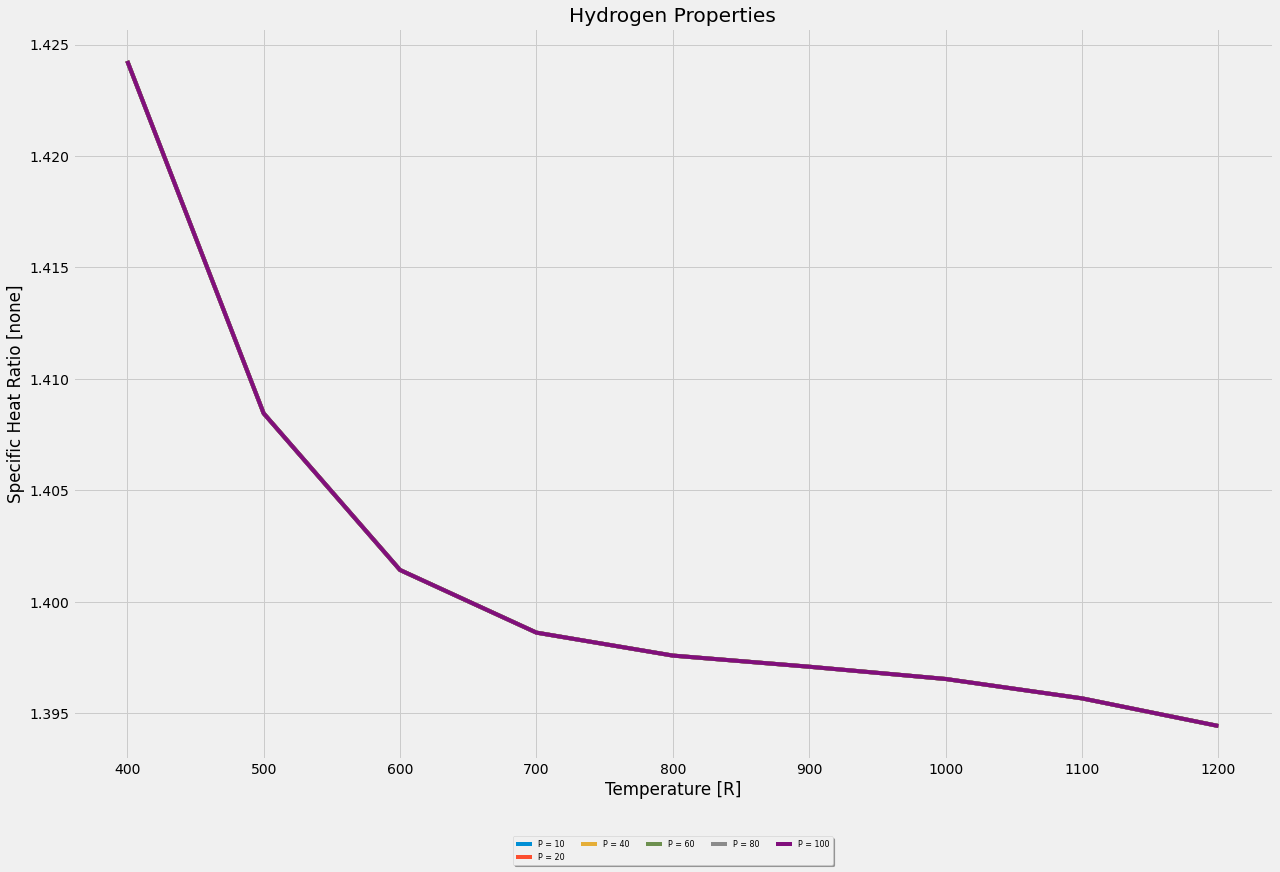 Hydrogen Properties
Specific Heat Ratio [none]
1.425
1.420
1.415
1.410
1.405
1.400
1.395
400 500 600 700 800 900 1000 1100 1200
Temperature [R]
P = 10 P = 40 P = 60 P = 80 P = 100
P = 20